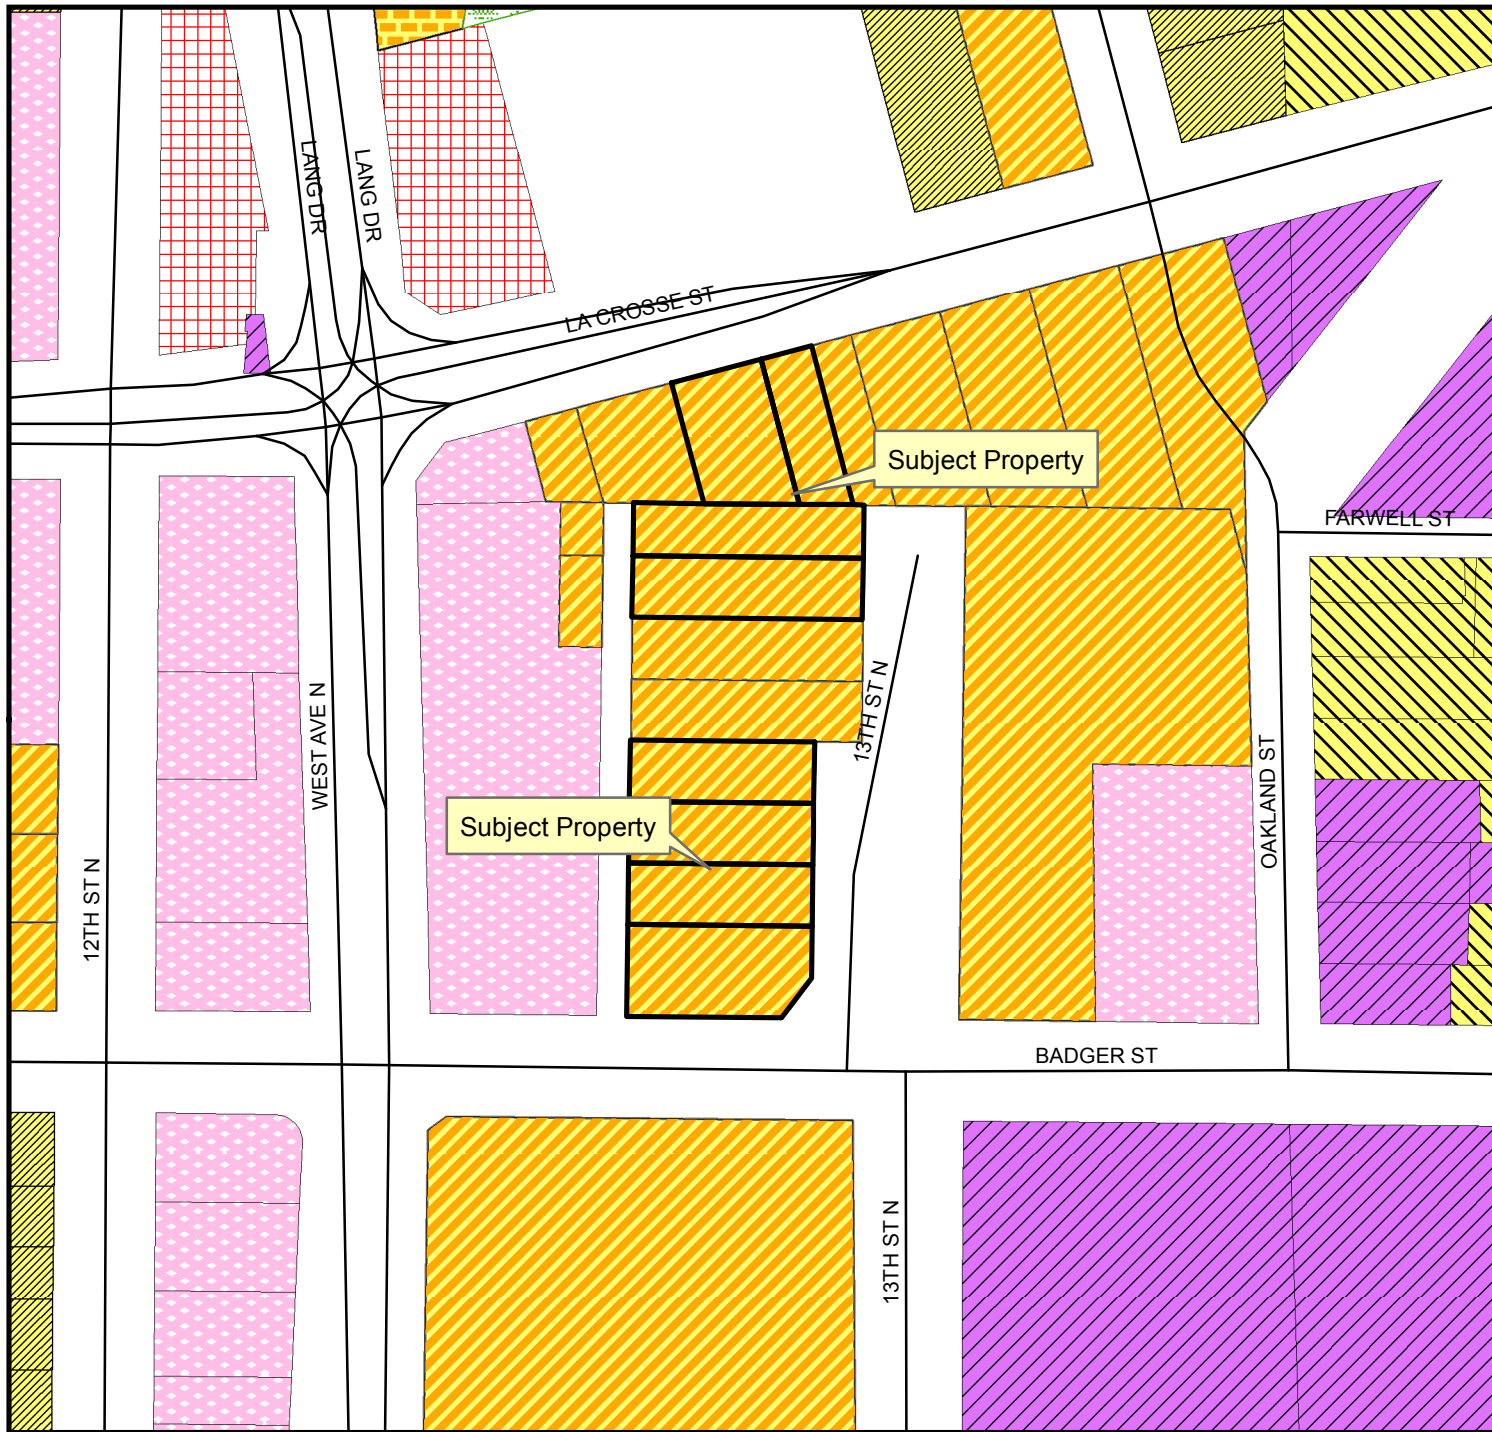 LANG DR
LANG DR
LA CROSSE ST
Subject Property
FARWELL ST
13TH ST N
WEST AVE N
OAKLAND ST
Subject Property
12TH ST N
BADGER ST
13TH ST N